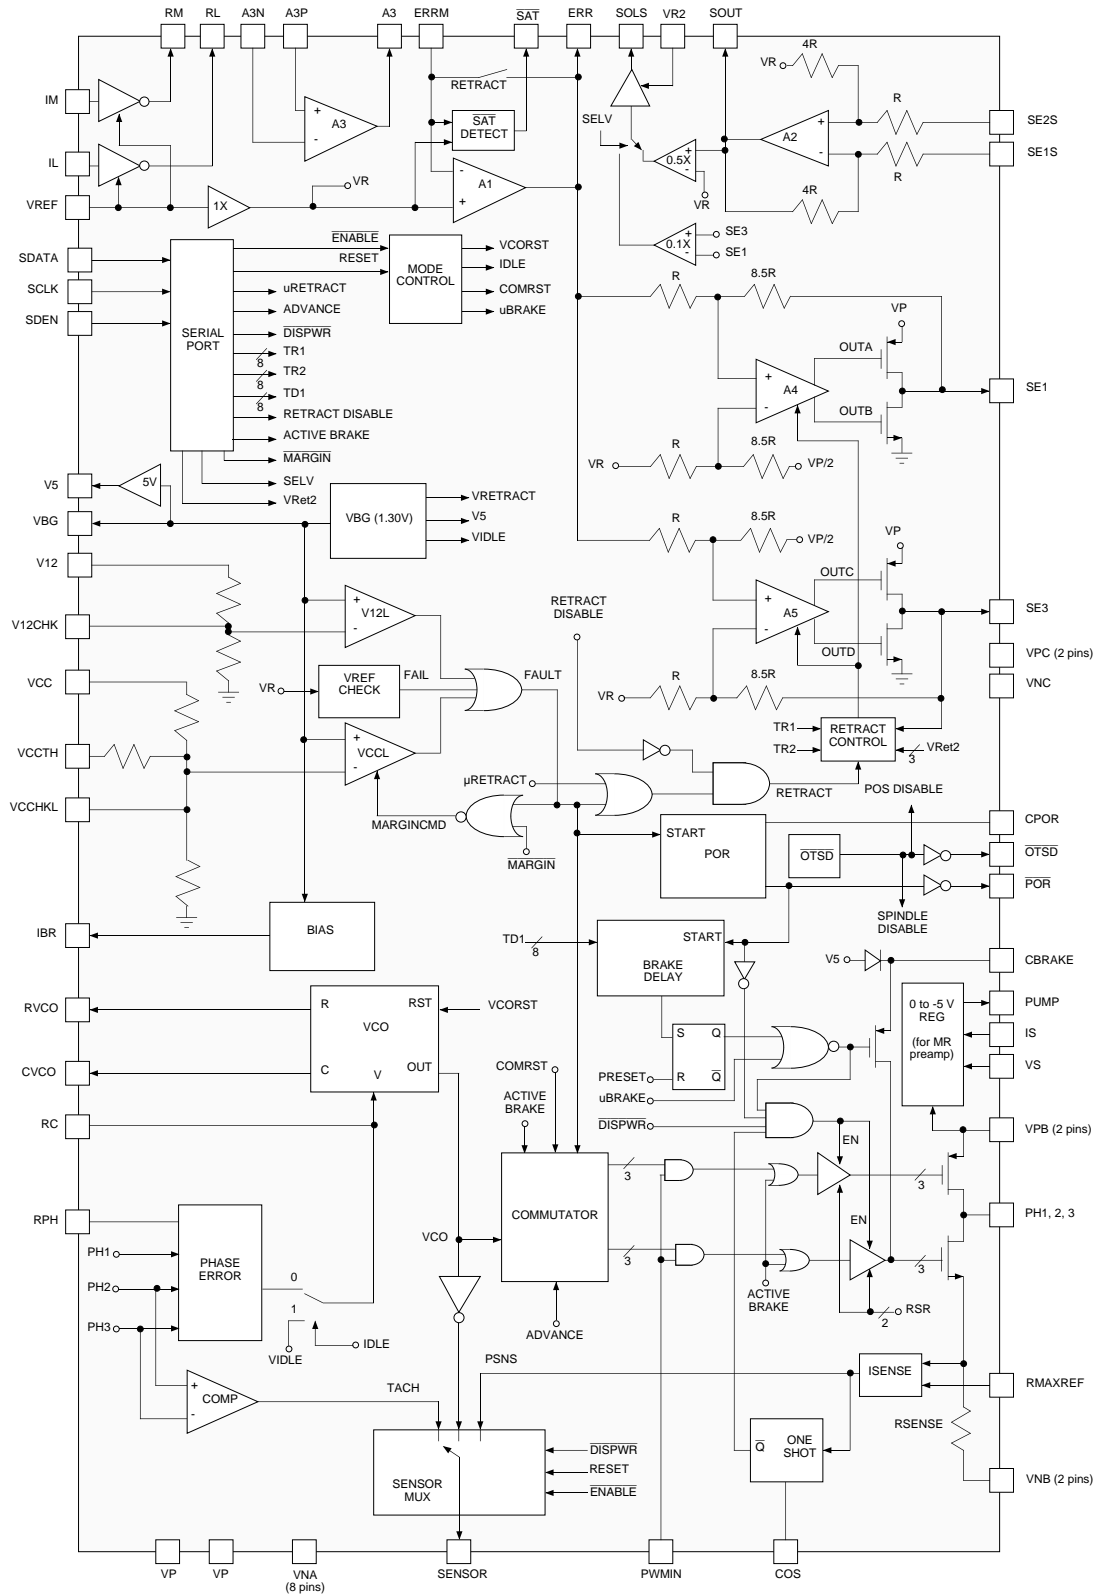 RM RL A3N A3P A3 ERRM SAT ERR SOLS VR2 SOUT
4R
VR
RETRACT
IM
R
A3
+
-
SAT
DETECT
SELV
A2
+
-
SE2S
SE1S
R
0.5X
+
-
IL
A1
-
+
VR
4R
VR
VREF
1X
0.1X
+
-
SE3
SE1
ENABLE
RESET
SDATA
SCLK
SDEN
SERIAL
PORT
MODE
CONTROL
VCORST
IDLE
COMRST
uBRAKE
uRETRACT
ADVANCE
DISPWR
TR1
8
TR2
8
TD1
8
RETRACT DISABLE
ACTIVE BRAKE
MARGIN
SELV
VRet2
R
8.5R
VP
OUTA
A4
+
-
OUTB
SE1
R
8.5R
VR
VP/2
V5
5V
VBG
VBG (1.30V)
VRETRACT
V5
VIDLE
R
8.5R
VP/2
VP
V12
OUTC
V12L
+
-
RETRACT
DISABLE
A5
+
-
SE3
V12CHK
OUTD
VPC (2 pins)
VCC
VR
VREF
CHECK
FAIL
FAULT
R
8.5R
VR
VNC
VCCL
+
-
TR1
TR2
RETRACT
CONTROL
VRet2
3
VCCTH
µRETRACT
RETRACT
POS DISABLE
VCCHKL
MARGINCMD
MARGIN
START
POR
CPOR
OTSD
OTSD
POR
SPINDLE
DISABLE
IBR
BIAS
TD1
8
START
BRAKE
DELAY
V5
CBRAKE
RVCO
R
RST
VCORST
VCO
0 to -5 V
REG
(for MR
preamp)
PUMP
IS
VS
S Q
R Q
CVCO
C
V
OUT
COMRST
ACTIVE
BRAKE
PRESET
uBRAKE
DISPWR
RC
VPB (2 pins)
EN
3
3
COMMUTATOR
RPH
PH1, 2, 3
EN
PHASE
ERROR
PH1
PH2
PH3
VCO
3
3
0
1
ACTIVE
BRAKE
RSR
2
ADVANCE
IDLE
VIDLE
PSNS
ISENSE
RMAXREF
COMP
+
-
TACH
RSENSE
Q
ONE
SHOT
SENSOR
MUX
DISPWR
RESET
ENABLE
VNB (2 pins)
VP VP VNA
(8 pins)
SENSOR PWMIN COS